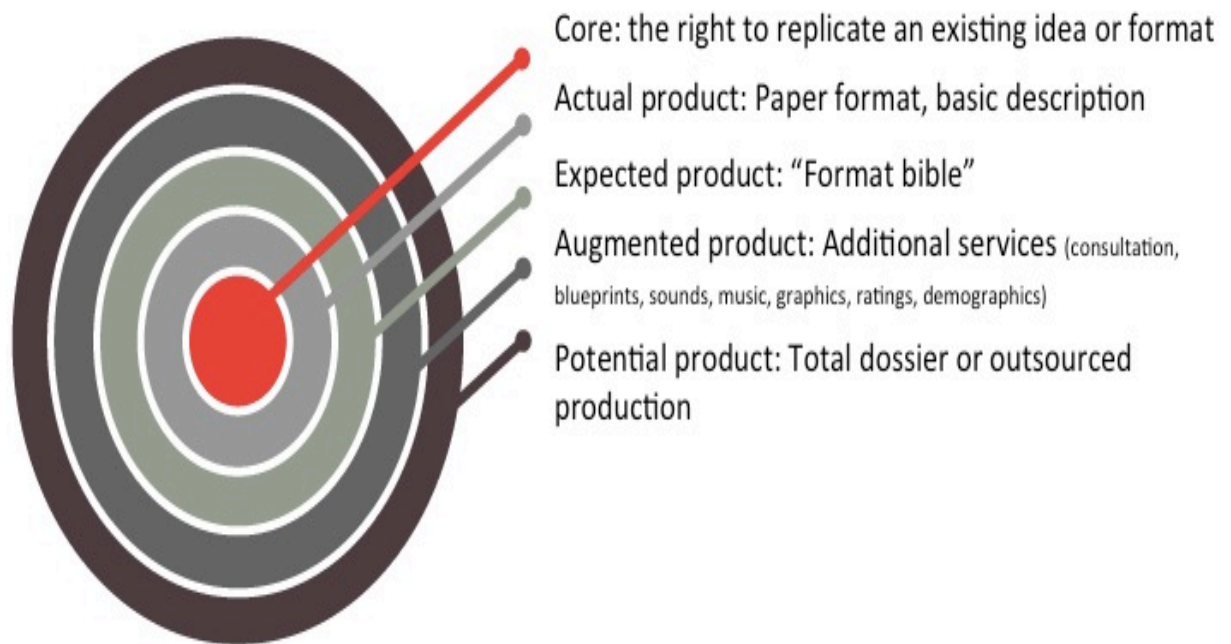 Core: the right to replicate an existing idea or format
Actual product: Paper format, basic description
Expected product: “Format bible”
Augmented product: Additional services (consultation,
blueprints, sounds, music, graphics, ratings, demographics)
Potential product: Total dossier or outsourced
production